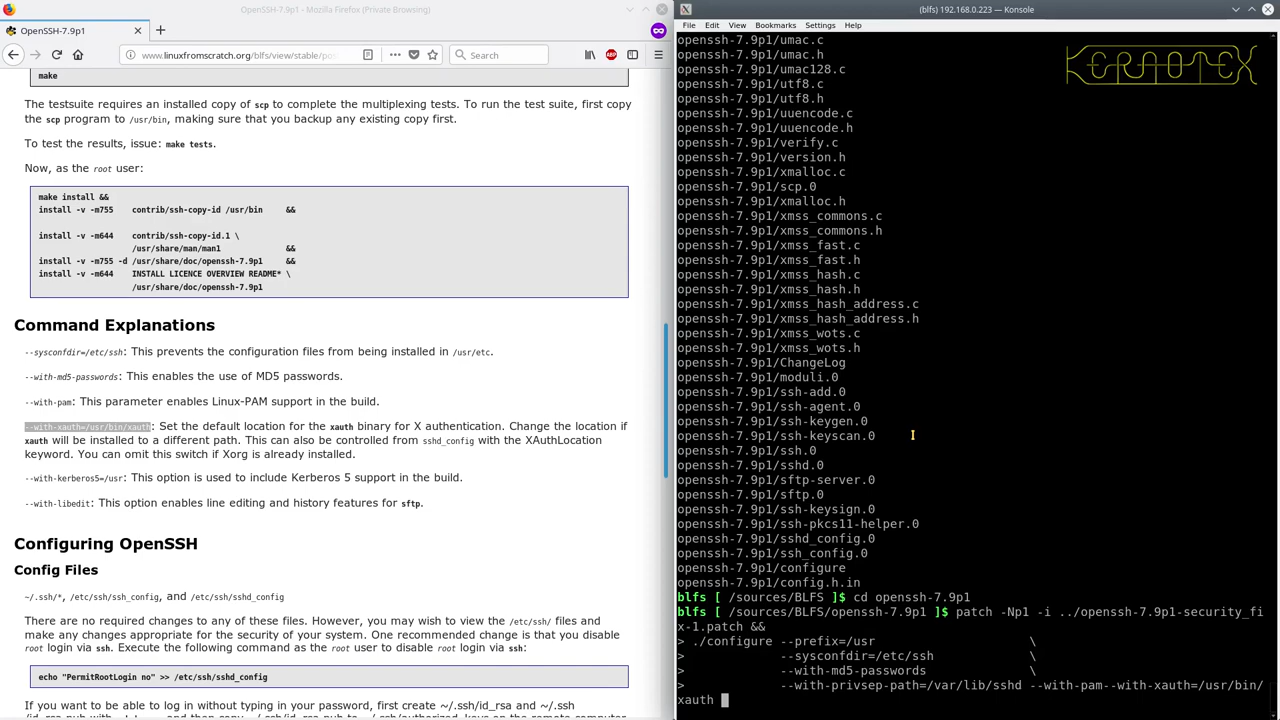 OpenSSH-7.9p1 - Mozilla Firefox (Private Browsing)
OpenSSH-7.9p1
www.linuxfromscratch.org/blfs/view/stable/po
Search
ABP
make
The testsuite requires an installed copy of scp to complete the multiplexing tests. To run the test suite, first copy
the scp program to /usr/bin, making sure that you backup any existing copy first.
To test the results, issue: make tests.
Now, as the root user:
make install &&
install -v -m755    contrib/ssh-copy-id /usr/bin     &&
install -v -m644    contrib/ssh-copy-id.1 \
/usr/share/man/man1              &&
install -v -m755 -d /usr/share/doc/openssh-7.9p1     &&
install -v -m644    INSTALL LICENCE OVERVIEW README* \
/usr/share/doc/openssh-7.9p1
Command Explanations
--sysconfdir=/etc/ssh: This prevents the configuration files from being installed in /usr/etc.
--with-md5-passwords: This enables the use of MD5 passwords.
--with-pam: This parameter enables Linux-PAM support in the build.
--with-xauth=/usr/bin/xauth: Set the default location for the xauth binary for X authentication. Change the location if
xauth will be installed to a different path. This can also be controlled from sshd_config with the XAuthLocation
keyword. You can omit this switch if Xorg is already installed.
--with-kerberos5=/usr: This option is used to include Kerberos 5 support in the build.
--with-libedit: This option enables line editing and history features for sftp.
Configuring OpenSSH
Config Files
~/.ssh/*, /etc/ssh/ssh_config, and /etc/ssh/sshd_config
There are no required changes to any of these files. However, you may wish to view the /etc/ssh/ files and
make any changes appropriate for the security of your system. One recommended change is that you disable
root login via ssh. Execute the following command as the root user to disable root login via ssh:
echo "PermitRootLogin no" >> /etc/ssh/sshd_config
If you want to be able to log in without typing in your password, first create ~/.ssh/id_rsa and ~/.ssh
(blfs) 192.168.0.223 — Konsole
File Edit View Bookmarks Settings Help
KERAOTEX
openssh-7.9p1/umac.c
openssh-7.9p1/umac.h
openssh-7.9p1/umac128.c
openssh-7.9p1/utf8.c
openssh-7.9p1/utf8.h
openssh-7.9p1/uuencode.c
openssh-7.9p1/uuencode.h
openssh-7.9p1/verify.c
openssh-7.9p1/version.h
openssh-7.9p1/xmalloc.c
openssh-7.9p1/scp.0
openssh-7.9p1/xmalloc.h
openssh-7.9p1/xmss_commons.c
openssh-7.9p1/xmss_commons.h
openssh-7.9p1/xmss_fast.c
openssh-7.9p1/xmss_fast.h
openssh-7.9p1/xmss_hash.c
openssh-7.9p1/xmss_hash.h
openssh-7.9p1/xmss_hash_address.c
openssh-7.9p1/xmss_hash_address.h
openssh-7.9p1/xmss_wots.c
openssh-7.9p1/xmss_wots.h
openssh-7.9p1/ChangeLog
openssh-7.9p1/moduli.0
openssh-7.9p1/ssh-add.0
openssh-7.9p1/ssh-agent.0
openssh-7.9p1/ssh-keygen.0
openssh-7.9p1/ssh-keyscan.0
openssh-7.9p1/ssh.0
openssh-7.9p1/sshd.0
openssh-7.9p1/sftp-server.0
openssh-7.9p1/sftp.0
openssh-7.9p1/ssh-keysign.0
openssh-7.9p1/ssh-pkcs11-helper.0
openssh-7.9p1/sshd_config.0
openssh-7.9p1/ssh_config.0
openssh-7.9p1/configure
openssh-7.9p1/config.h.in
blfs [ /sources/BLFS ]$ cd openssh-7.9p1
blfs [ /sources/BLFS/openssh-7.9p1 ]$ patch -Np1 -i ../openssh-7.9p1-security_fi
x-1.patch &&
> ./configure --prefix=/usr                     \
>             --sysconfdir=/etc/ssh             \
>             --with-md5-passwords              \
>             --with-privsep-path=/var/lib/sshd --with-pam--with-xauth=/usr/bin/
xauth